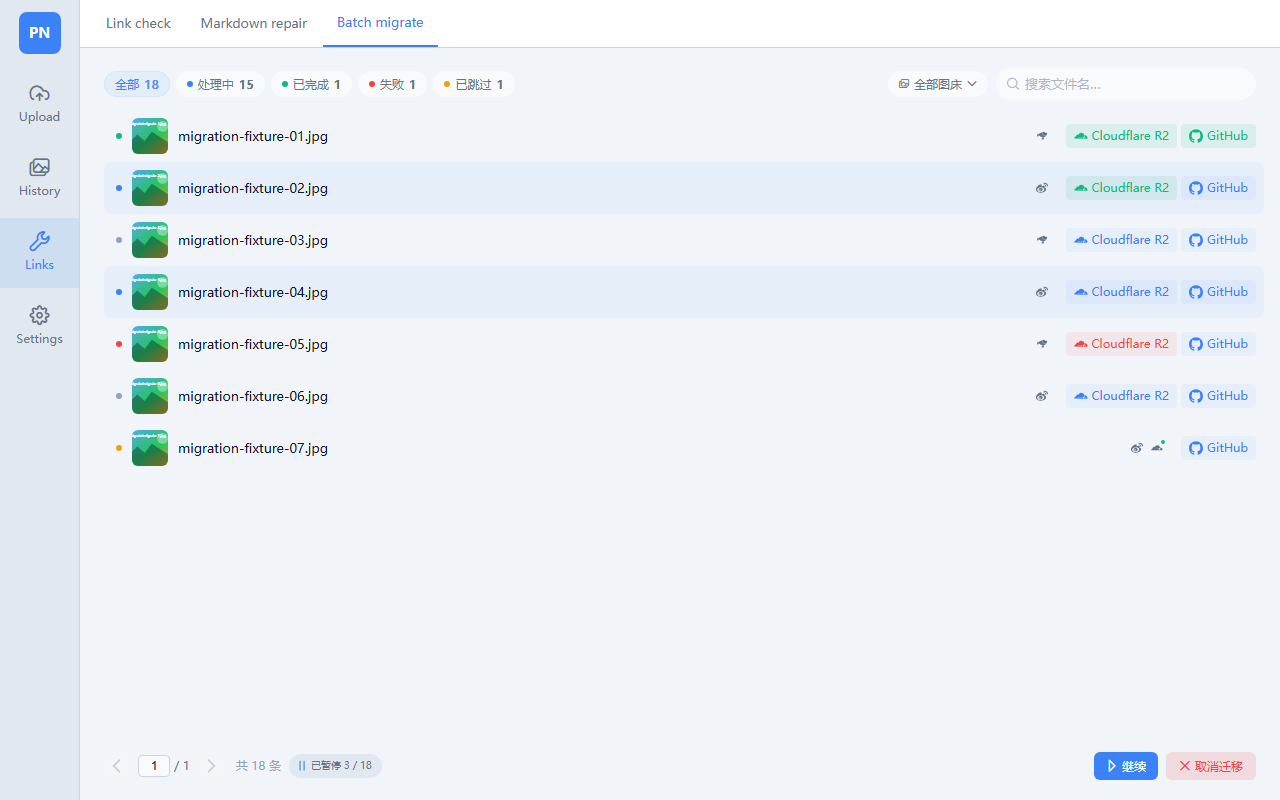 PN
Link check
Markdown repair
Batch migrate
Upload
History
Links
Settings
全部 18
处理中 15
已完成 1
失败 1
已跳过 1
全部图床
搜索文件名...
migration-fixture-01.jpg
Cloudflare R2
GitHub
migration-fixture-02.jpg
Cloudflare R2
GitHub
migration-fixture-03.jpg
Cloudflare R2
GitHub
migration-fixture-04.jpg
Cloudflare R2
GitHub
migration-fixture-05.jpg
Cloudflare R2
GitHub
migration-fixture-06.jpg
Cloudflare R2
GitHub
migration-fixture-07.jpg
GitHub
1 / 1
共 18 条
已暂停 3 / 18
继续
取消迁移